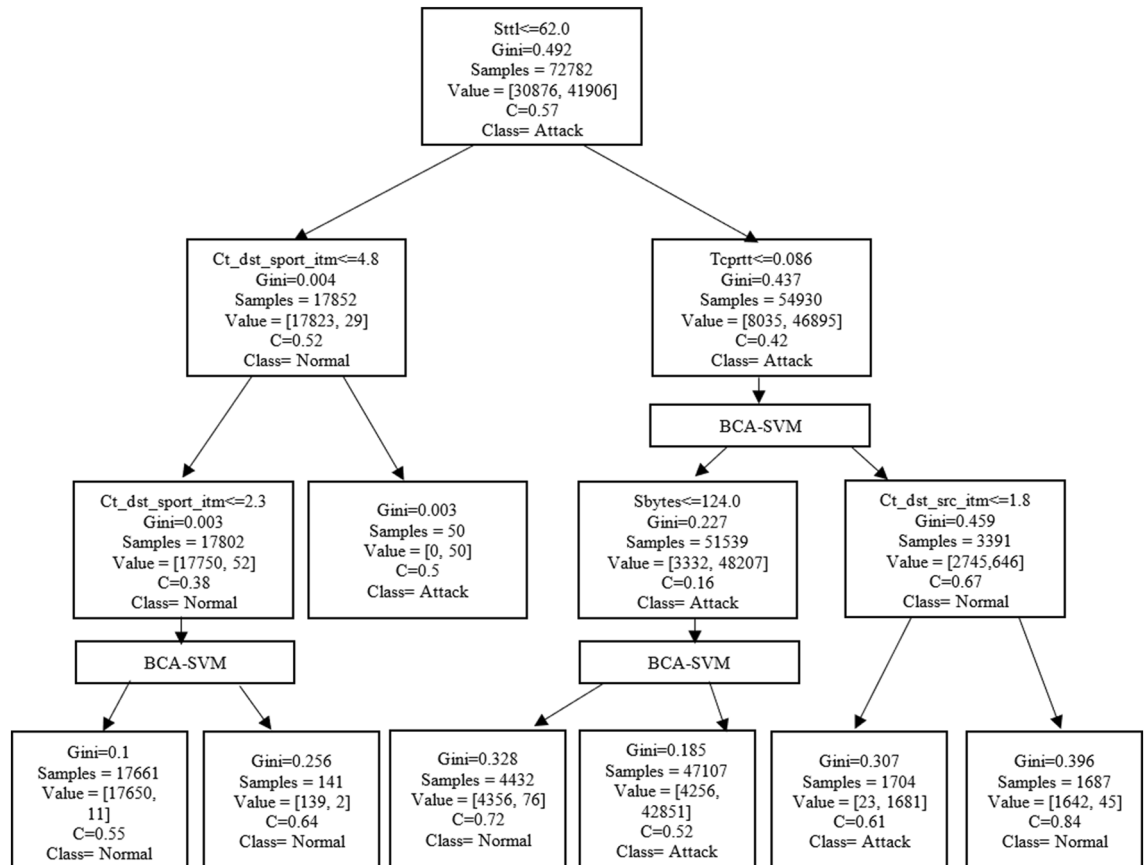 Sttl<=62.0
Gini=0.492
Samples = 72782
Value = [30876, 41906]
C=0.57
Class= Attack
Ct_dst_sport_itm<=4.8
Gini=0.004
Samples = 17852
Value = [17823, 29]
C=0.52
Class= Normal
Tcprtt<=0.086
Gini=0.437
Samples = 54930
Value = [8035, 46895]
C=0.42
Class= Attack
BCA-SVM
Ct_dst_sport_itm<=2.3
Gini=0.003
Samples = 17802
Value = [17750, 52]
C=0.38
Class= Normal
Gini=0.003
Samples = 50
Value = [0, 50]
C=0.5
Class= Attack
Sbytes<=124.0
Gini=0.227
Samples = 51539
Value = [3332, 48207]
C=0.16
Class= Attack
Ct_dst_src_itm<=1.8
Gini=0.459
Samples = 3391
Value = [2745,646]
C=0.67
Class= Normal
BCA-SVM
BCA-SVM
Gini=0.1
Samples = 17661
Value = [17650,
11]
C=0.55
Class= Normal
Gini=0.256
Samples = 141
Value = [139, 2]
C=0.64
Class= Normal
Gini=0.328
Samples = 4432
Value = [4356, 76]
C=0.72
Class= Normal
Gini=0.185
Samples = 47107
Value = [4256,
42851]
C=0.52
Class= Attack
Gini=0.307
Samples = 1704
Value = [23, 1681]
C=0.61
Class= Attack
Gini=0.396
Samples = 1687
Value = [1642, 45]
C=0.84
Class= Normal